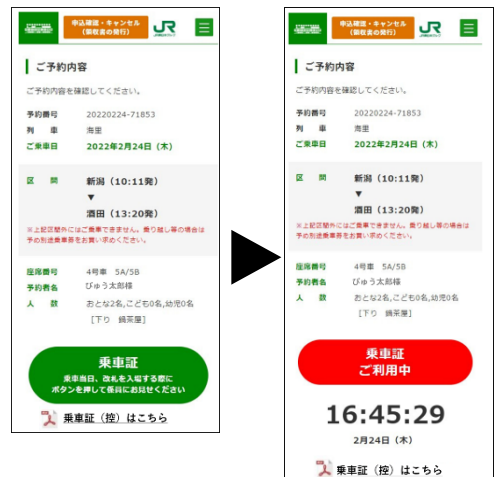 申込確認・キャンセル
(領収書の発行)
JR
ご予約内容
ご予約内容を確認してください。
予約番号 20220224-71853
列 車 海里
ご乗車日 2022年2月24日（木）
区 間 新潟（10:11発）
▼
酒田（13:20発）
※上記区間外にはご乗車できません。乗り越し等の場合は
予め別途乗車券をお買い求めください。
座席番号 4号車 5A/5B
予約者名 びゅう太郎様
人 数 おとな2名,こども0名,幼児0名
[下り 鶴茶屋]
乗車証
乗車当日、改札を入場する際に
ボタンを押して係員にお見せください
乗車証（控）はこちら
申込確認・キャンセル
(領収書の発行)
JR
ご予約内容
ご予約内容を確認してください。
予約番号 20220224-71853
列 車 海里
ご乗車日 2022年2月24日（木）
区 間 新潟（10:11発）
▼
酒田（13:20発）
※上記区間外にはご乗車できません。乗り越し等の場合は
予め別途乗車券をお買い求めください。
座席番号 4号車 5A/5B
予約者名 びゅう太郎様
人 数 おとな2名,こども0名,幼児0名
[下り 鶴茶屋]
乗車証
ご利用中
16:45:29
2月24日（木）
乗車証（控）はこちら